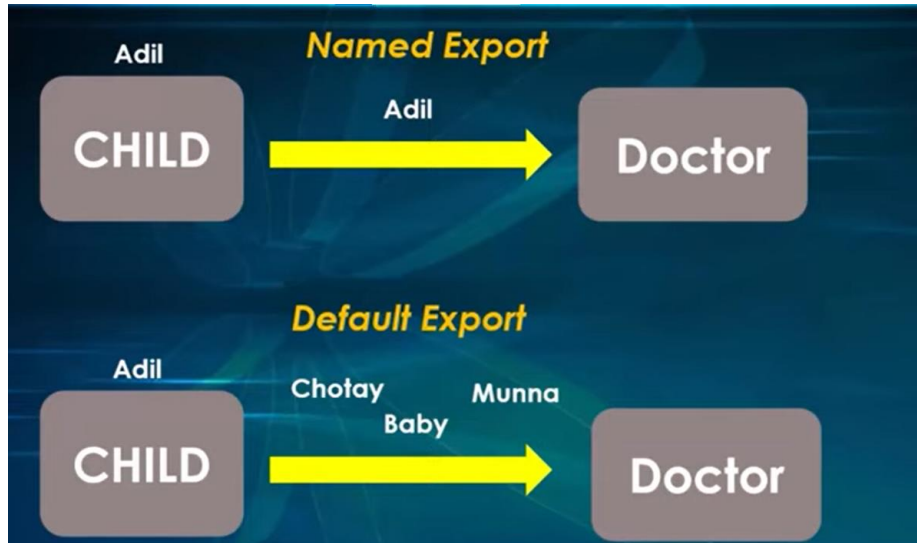 Named Export
Adil
Adil
CHILD
Doctor
Default Export
Adil
Chotay
Munna
Baby
CHILD
Doctor